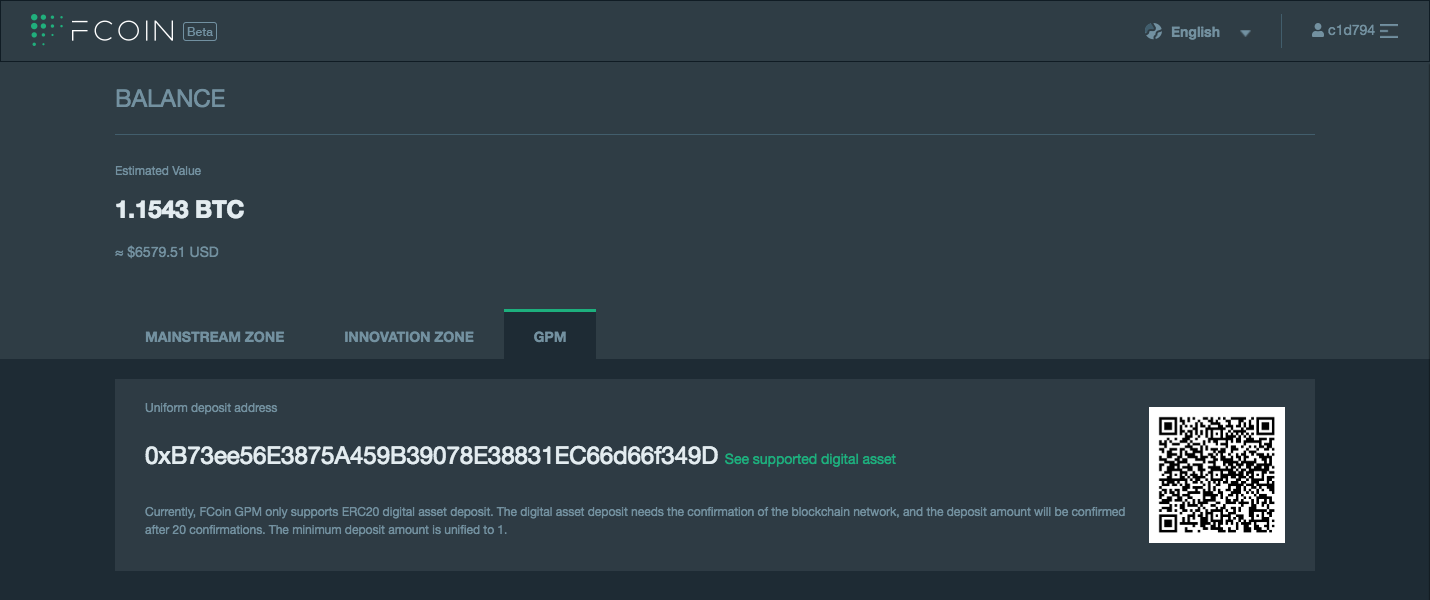 FCOIN Beta
English
c1d794
BALANCE
Estimated Value
1.1543 BTC
≈ $6579.51 USD
MAINSTREAM ZONE
INNOVATION ZONE
GPM
Uniform deposit address
0xB73ee56E3875A459B39078E38831EC66d66f349D See supported digital asset
Currently, FCoin GPM only supports ERC20 digital asset deposit. The digital asset deposit needs the confirmation of the blockchain network, and the deposit amount will be confirmed
after 20 confirmations. The minimum deposit amount is unified to 1.